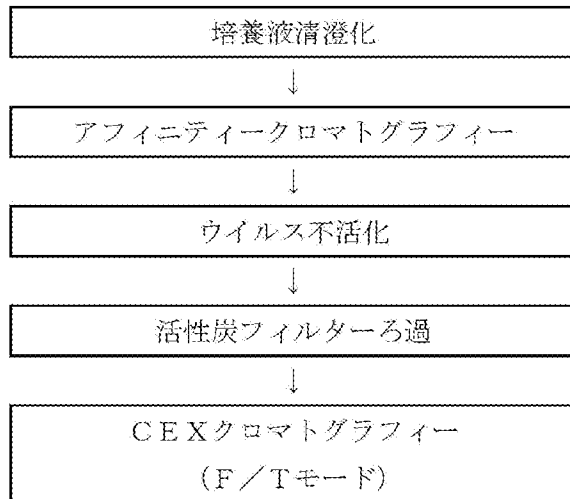 培養液清澄化
↓
アフィニティークロマトグラフィー
↓
ウイルス不活化
↓
活性炭フィルターろ過
↓
ＣＥＸクロマトグラフィー
（Ｆ／Ｔモード）